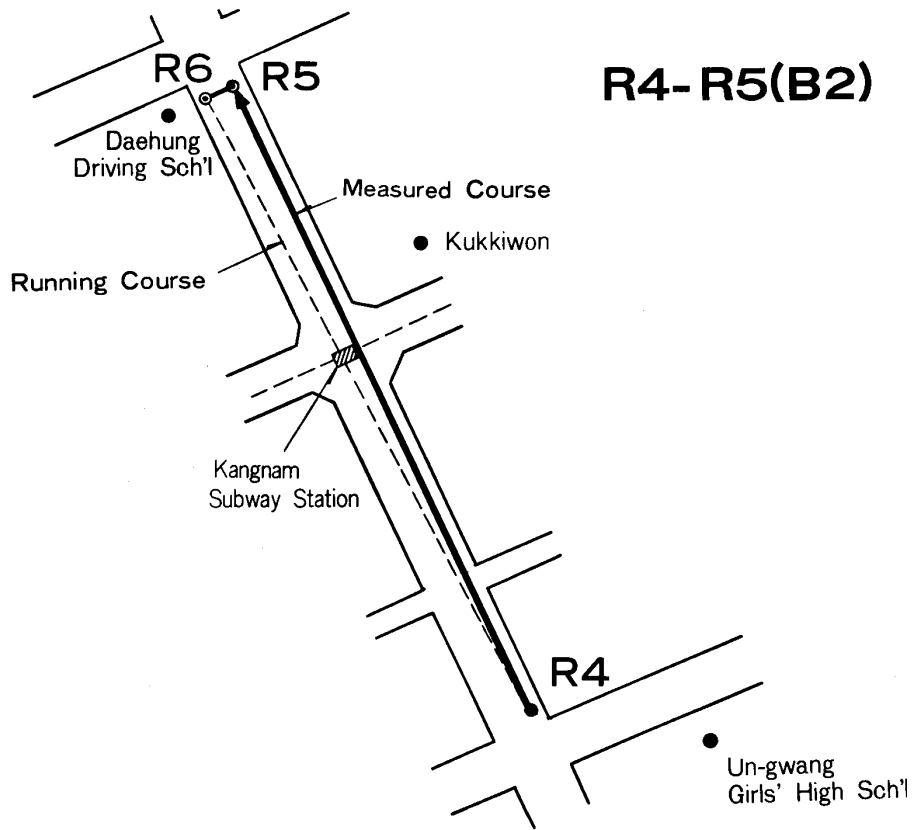 R6
R5
R4-R5(B2)
Daehung
Driving Sch'l
Measured Course
Kukkiwon
Running Course
Kangnam
Subway Station
R4
Un-gwang
Girls' High Sch'l